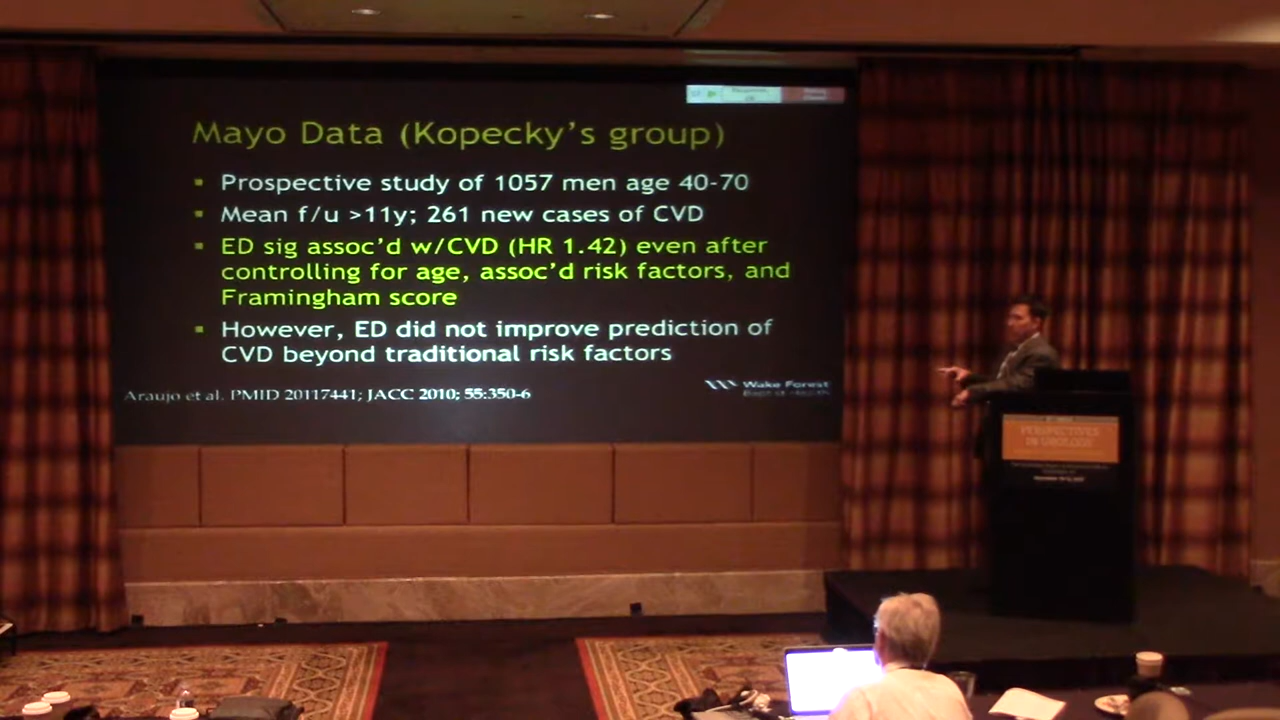 Mayo Data (Kopecky's group)
▪ Prospective study of 1057 men age 40-70
▪ Mean f/u >11y; 261 new cases of CVD
▪ ED sig assoc'd w/CVD (HR 1.42) even after
controlling for age, assoc'd risk factors, and
Framingham score
▪ However, ED did not improve prediction of
CVD beyond traditional risk factors
Araujo et al. PMID 20117441; JACC 2010; 55:350-6
Wake Forest
PERSPECTIVES
IN UROLOGY